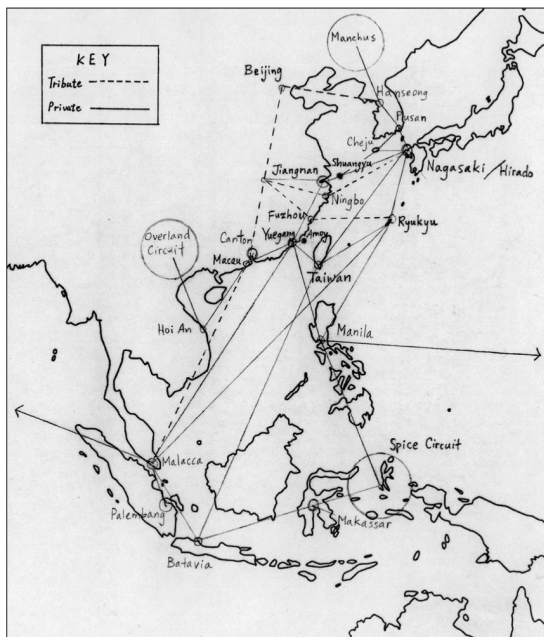 KEY
Tribute
Private
Manchus
Beijing
Hanseong
Pusan
Cheju
Shuangyu
Nagasaki/Hirado
Jiangnan
Ningbo
Fuzhou
Ryukyu
Overland
Circuit
Canton
Yuegang
Amoy
Macau
Taiwan
Hoi An
Manila
Spice Circuit
Malacca
Palembang
Makassar
Batavia